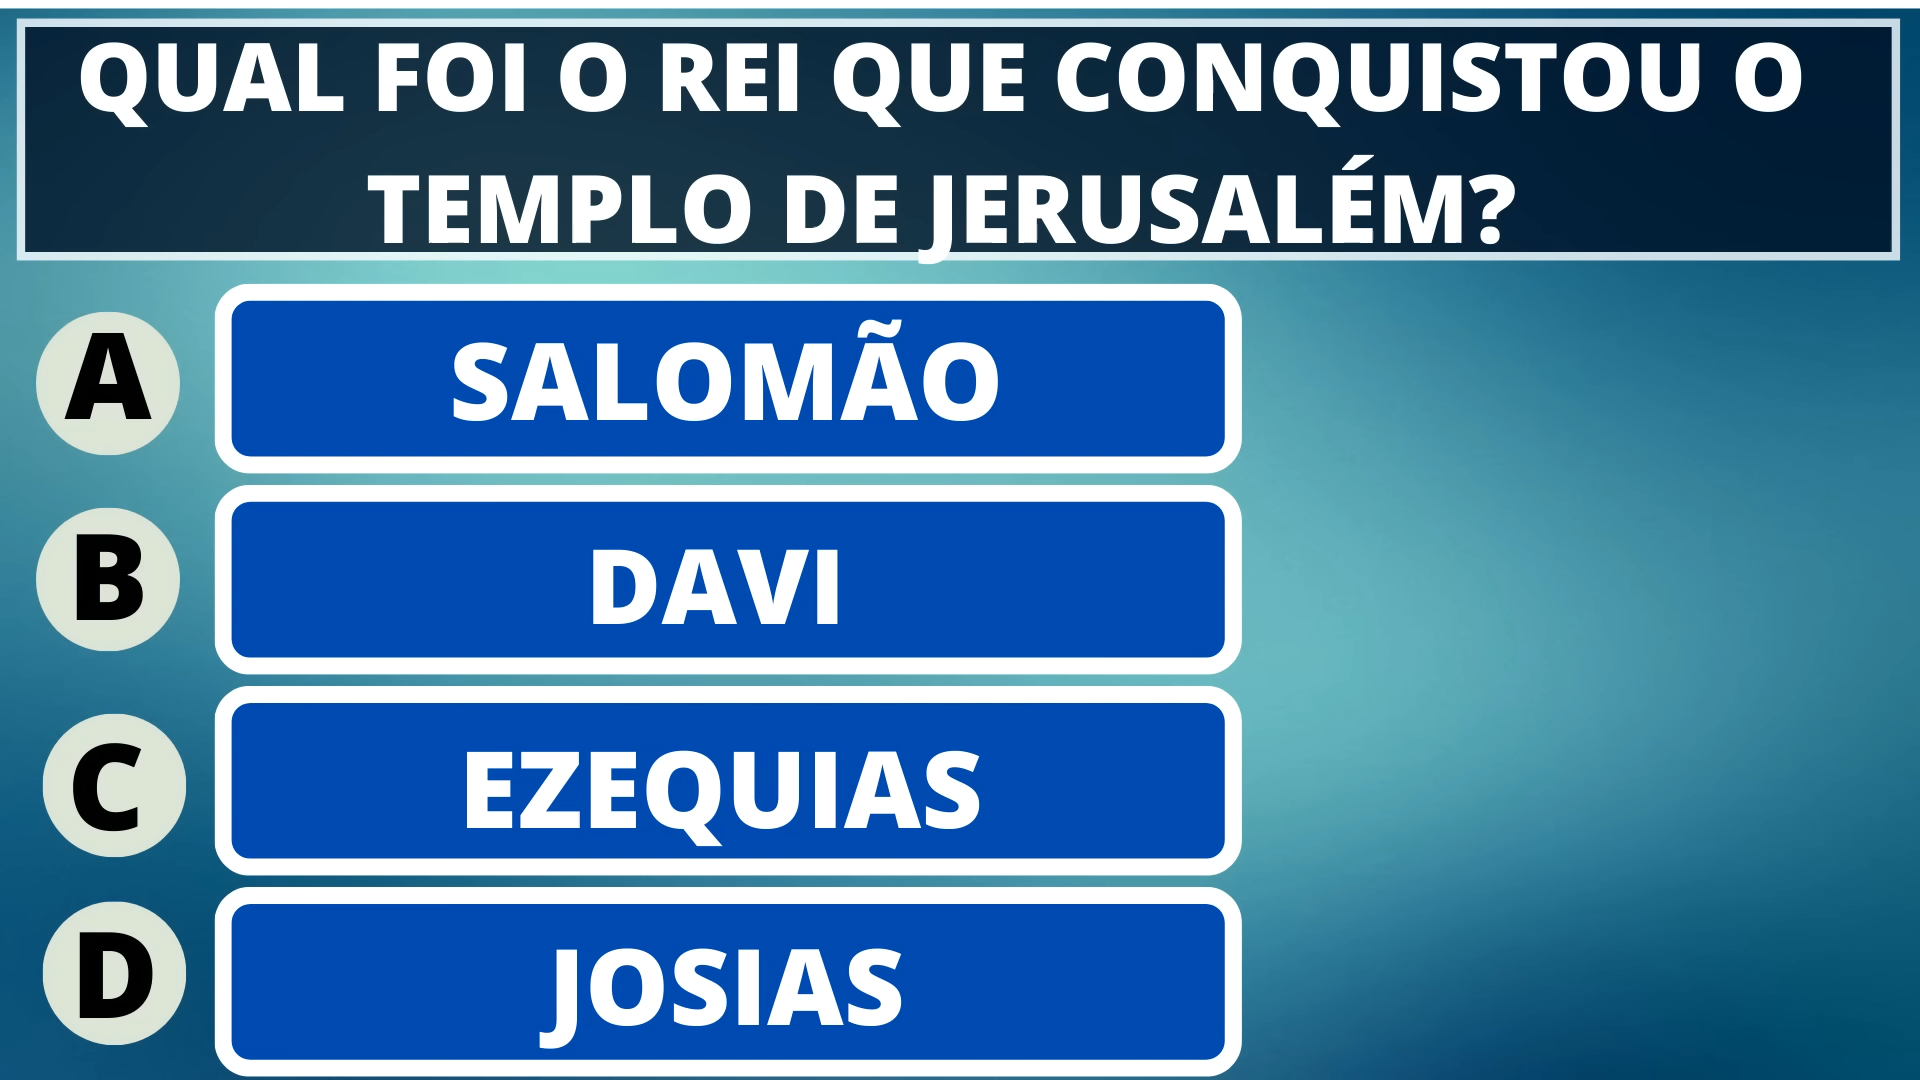 QUAL FOI O REI QUE CONQUISTOU O
TEMPLO DE JERUSALÉM?
A
SALOMÃO
B
DAVI
C
EZEQUIAS
D
JOSIAS